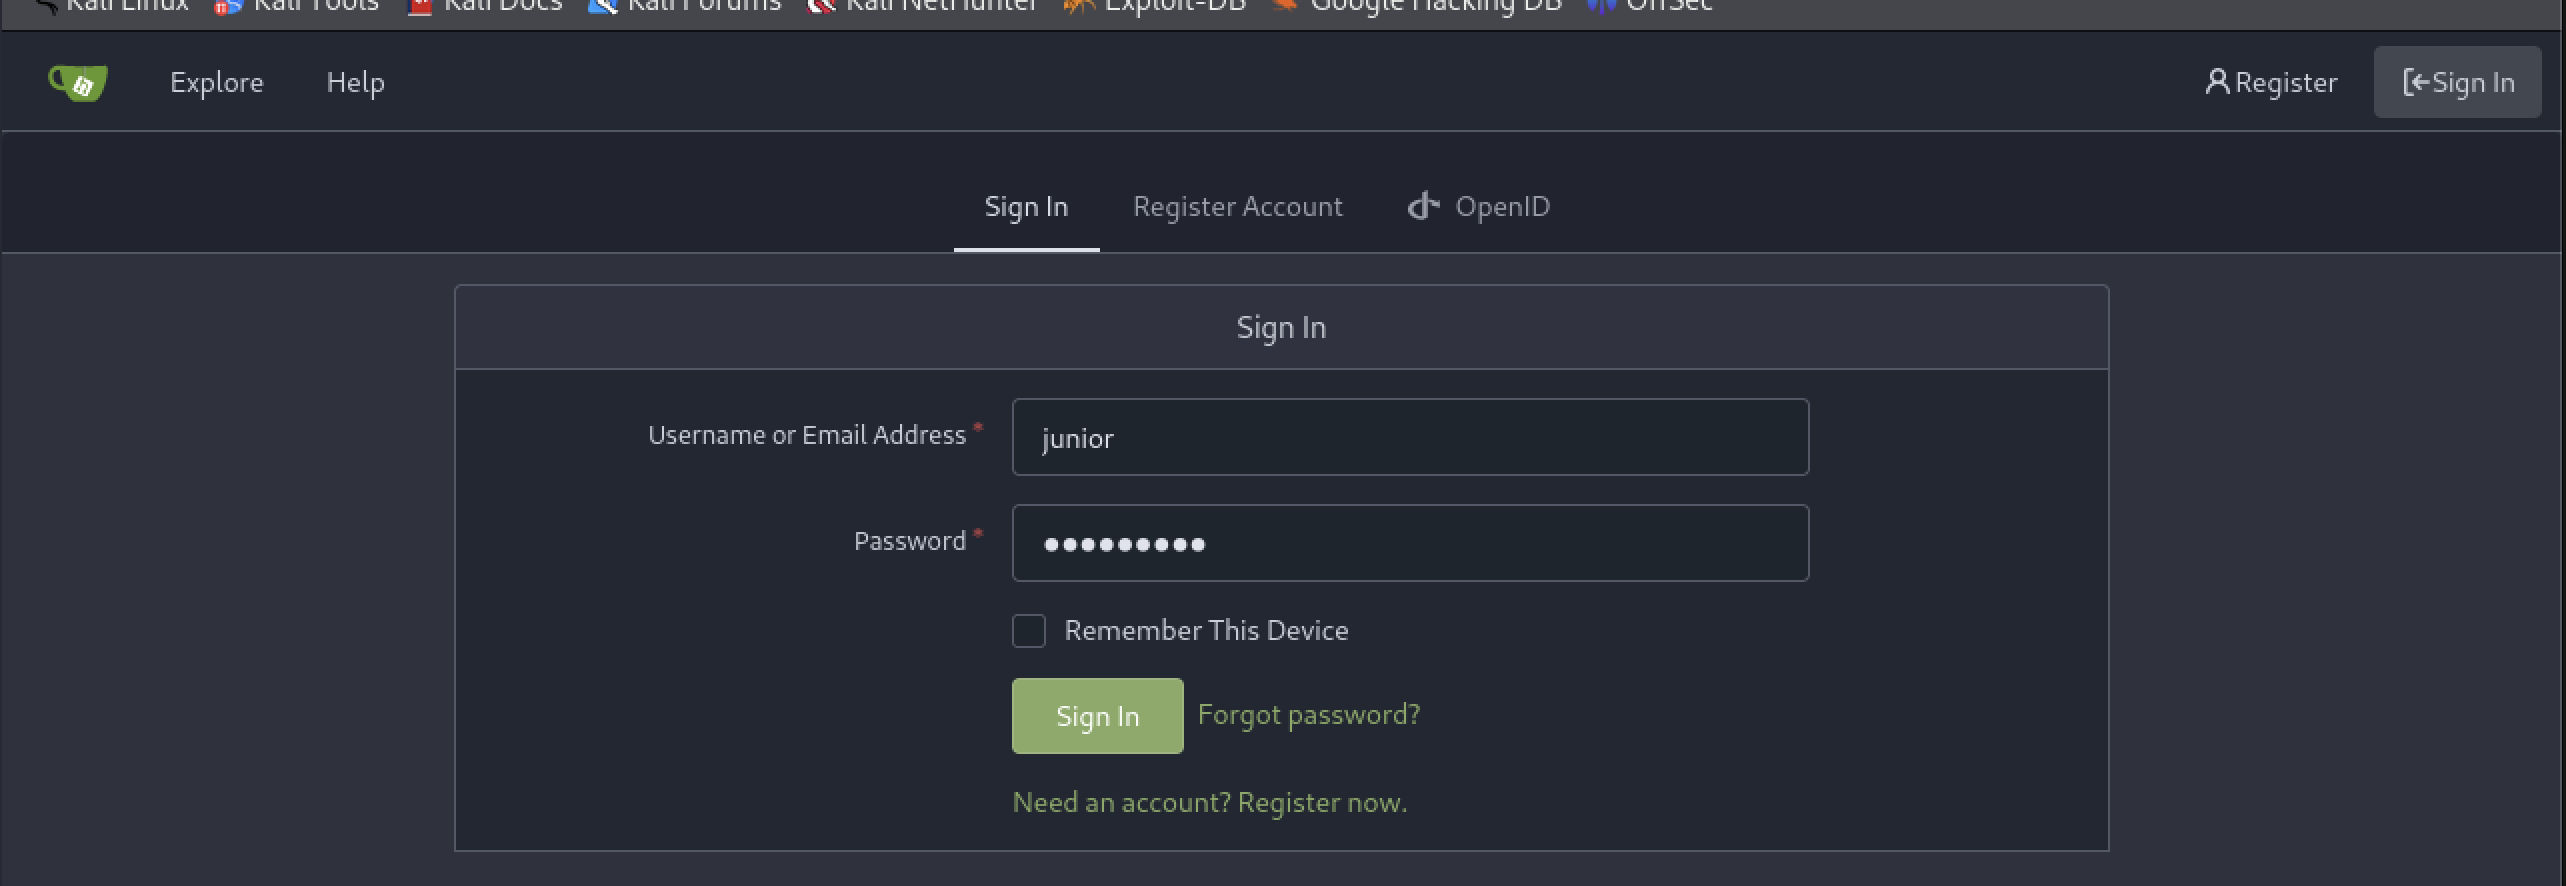 Kali Linux Kali Tools Kali Docs Kali Forums Kali NetHunter Exploit-DB Google Hacking DB OffSec
Explore Help Register Sign In
Sign In Register Account OpenID
Sign In
Username or Email Address *
junior
Password *
Remember This Device
Sign In Forgot password?
Need an account? Register now.